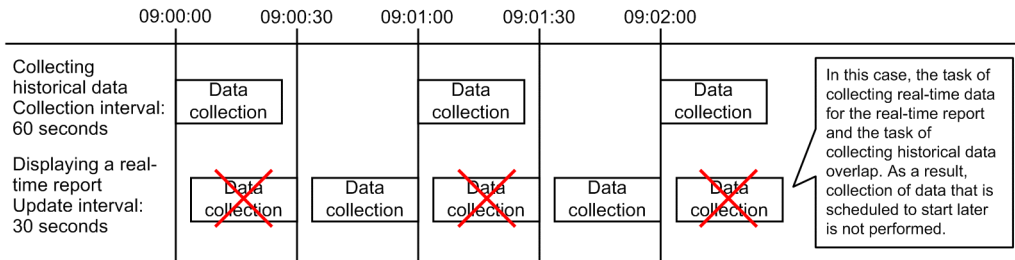 09:00:00 09:00:30 09:01:00 09:01:30 09:02:00
Collecting
historical data
Collection interval:
60 seconds
Data
collection
Data
collection
Data
collection
Displaying a real-
time report
Update interval:
30 seconds
Data
collection
Data
collection
Data
collection
Data
collection
Data
collection
In this case, the task of
collecting real-time data
for the real-time report
and the task of
collecting historical data
overlap. As a result,
collection of data that is
scheduled to start later
is not performed.